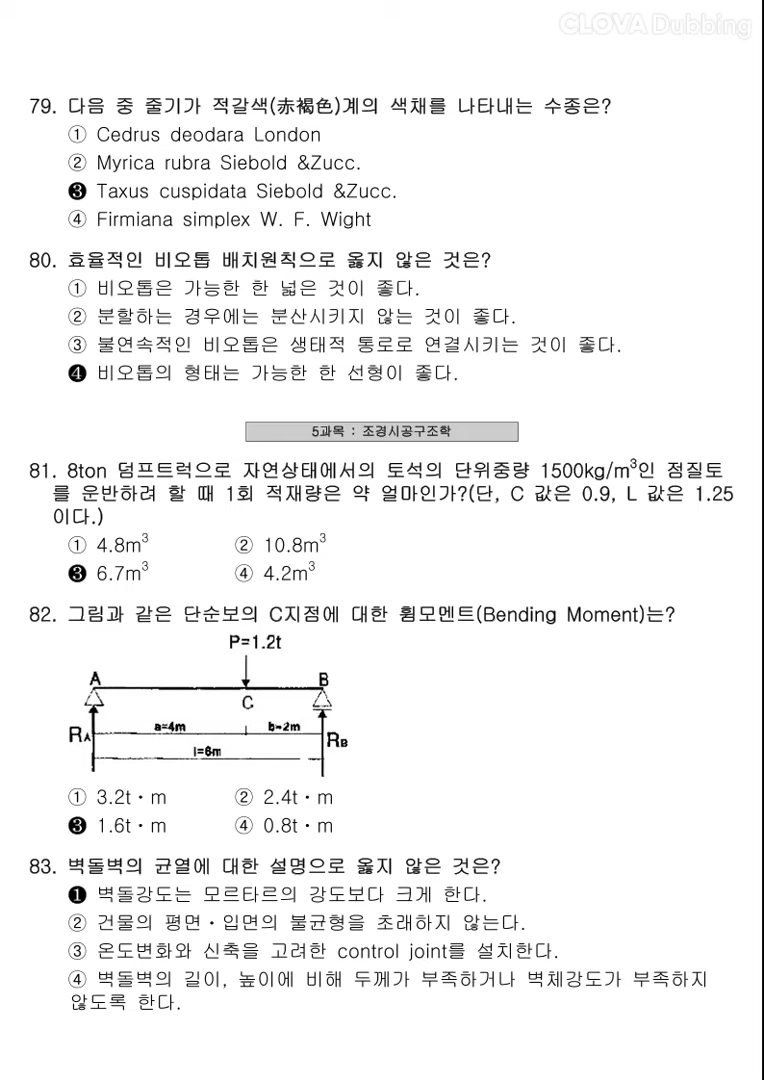 CLOVA Dubbing
79. 다음 중 줄기가 적갈색(赤褐色)계의 색채를 나타내는 수종은?
① Cedrus deodara London
② Myrica rubra Siebold &Zucc.
❸ Taxus cuspidata Siebold &Zucc.
④ Firmiana simplex W. F. Wight
80. 효율적인 비오톱 배치원칙으로 옳지 않은 것은?
① 비오톱은 가능한 한 넓은 것이 좋다.
② 분할하는 경우에는 분산시키지 않는 것이 좋다.
③ 불연속적인 비오톱은 생태적 통로로 연결시키는 것이 좋다.
❹ 비오톱의 형태는 가능한 한 선형이 좋다.
5과목 : 조경시공구조학
81. 8ton 덤프트럭으로 자연상태에서의 토석의 단위중량 1500kg/m³인 점질토
를 운반하려 할 때 1회 적재량은 약 얼마인가?(단, C 값은 0.9, L 값은 1.25
이다.)
① 4.8m³ ② 10.8m³
❸ 6.7m³ ④ 4.2m³
82. 그림과 같은 단순보의 C지점에 대한 휨모멘트(Bending Moment)는?
P=1.2t
A B
C
RA a=4m b=2m RB
l=6m
① 3.2t · m ② 2.4t · m
❸ 1.6t · m ④ 0.8t · m
83. 벽돌벽의 균열에 대한 설명으로 옳지 않은 것은?
❶ 벽돌강도는 모르타르의 강도보다 크게 한다.
② 건물의 평면 · 입면의 불균형을 초래하지 않는다.
③ 온도변화와 신축을 고려한 control joint를 설치한다.
④ 벽돌벽의 길이, 높이에 비해 두께가 부족하거나 벽체강도가 부족하지
않도록 한다.